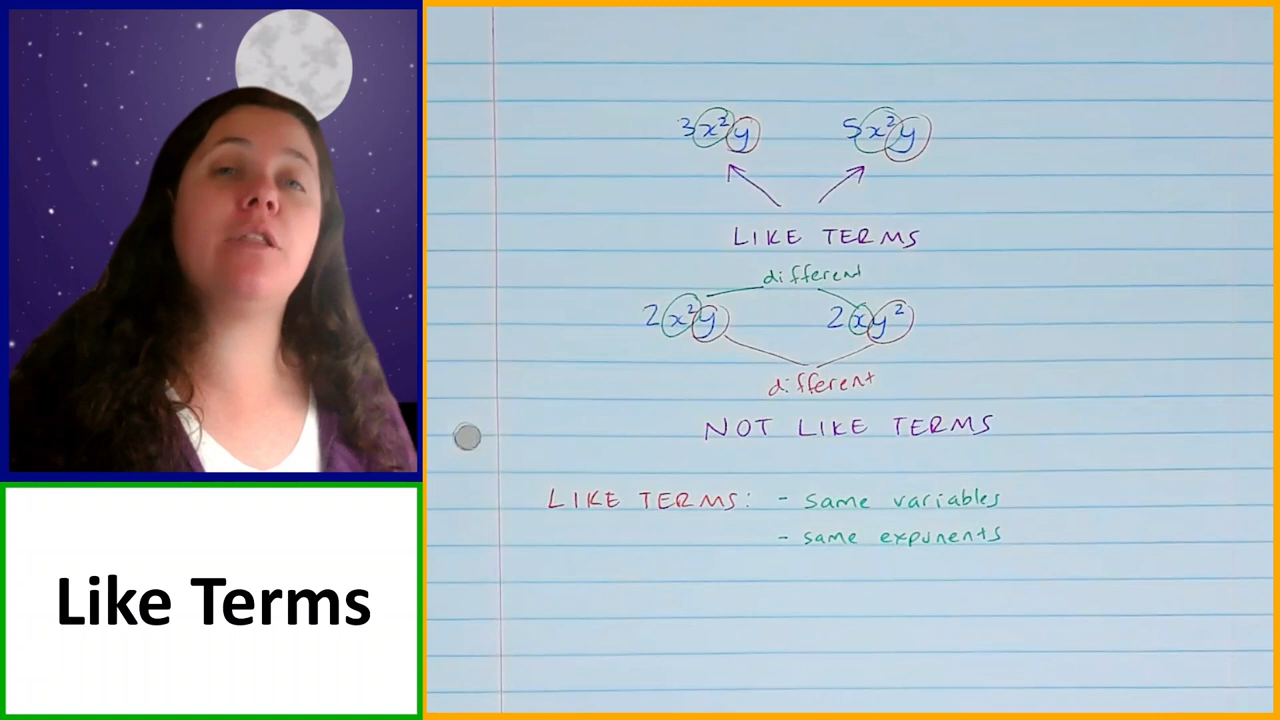 3x²y 5x²y
LIKE TERMS
different
2x²y 2xy²
different
NOT LIKE TERMS
LIKE TERMS: - same variables
- same exponents
Like Terms